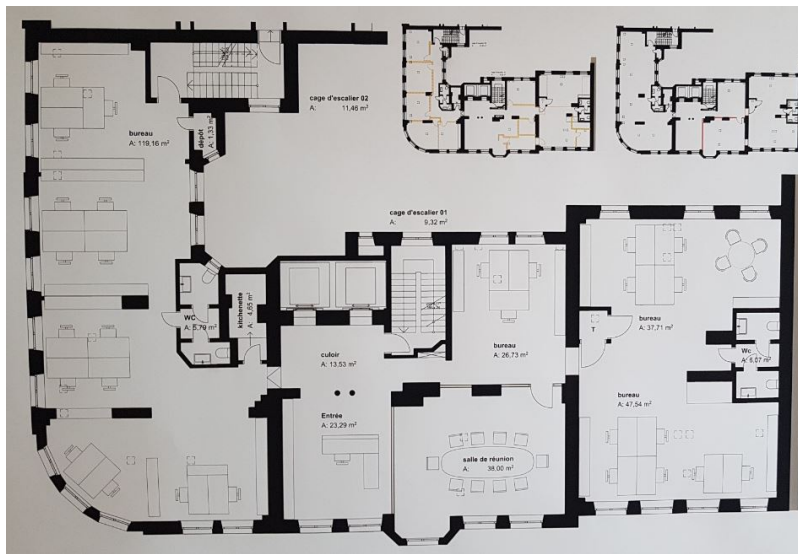 cage d'escalier 02
A: 11,46 m²
bureau
A: 119,16 m²
dépôt
A: 1,33 m²
cage d'escalier 01
A: 9,32 m²
WC
A: 5,79 m²
kitchenette
A: 4,65 m²
culoir
A: 13,53 m²
bureau
A: 26,73 m²
T
bureau
A: 37,71 m²
Wc
A: 6,07 m²
bureau
A: 47,54 m²
Entrée
A: 23,29 m²
salle de réunion
A: 38,00 m²